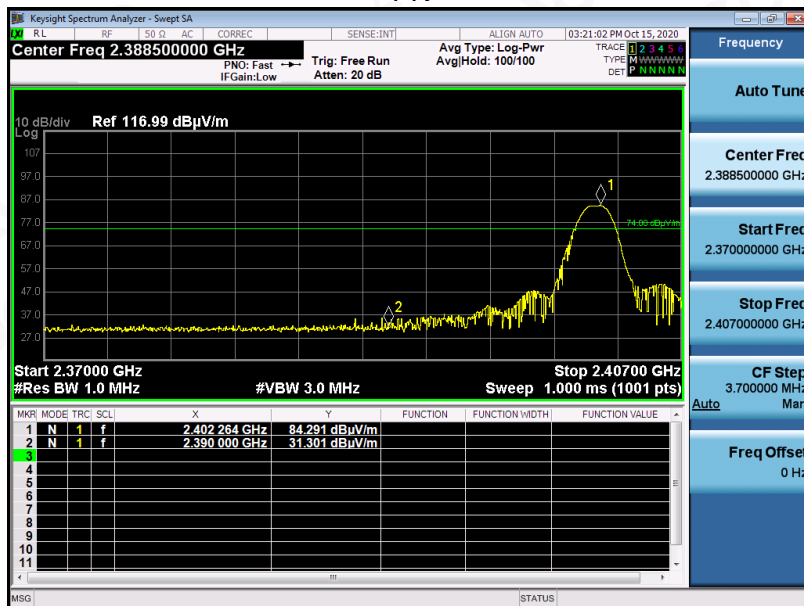 Keysight Spectrum Analyzer - Swept SA
LXI RL RF 50 Ω AC CORREC SENSE:INT ALIGN AUTO 03:21:02 PM Oct 15, 2020
Center Freq 2.388500000 GHz
PNO: Fast
IFGain:Low
Trig: Free Run
Atten: 20 dB
Avg Type: Log-Pwr
Avg|Hold: 100/100
TRACE 1 2 3 4 5 6
TYPE M W W W W W
DET P N N N N N
10 dB/div Ref 116.99 dBµV/m
Log
107
97.0
87.0
77.0
67.0
57.0
47.0
37.0
27.0
1
74.00 dBµV/m
2
Start 2.37000 GHz Stop 2.40700 GHz
#Res BW 1.0 MHz #VBW 3.0 MHz Sweep 1.000 ms (1001 pts)
MKR MODE TRC SCL X Y FUNCTION FUNCTION WIDTH FUNCTION VALUE
1 N 1 f 2.402 264 GHz 84.291 dBµV/m
2 N 1 f 2.390 000 GHz 31.301 dBµV/m
3
4
5
6
7
8
9
10
11
MSG STATUS
Frequency
Auto Tune
Center Freq
2.388500000 GHz
Start Freq
2.370000000 GHz
Stop Freq
2.407000000 GHz
CF Step
3.700000 MHz
Auto Man
Freq Offset
0 Hz